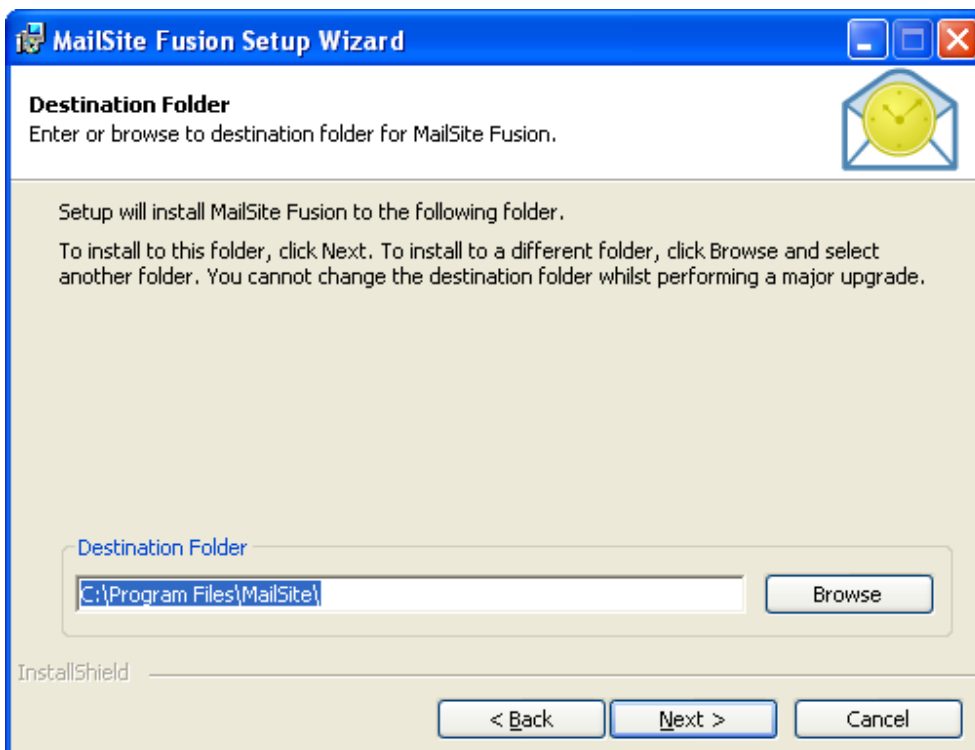 MailSite Fusion Setup Wizard
Destination Folder
Enter or browse to destination folder for MailSite Fusion.
Setup will install MailSite Fusion to the following folder.
To install to this folder, click Next. To install to a different folder, click Browse and select
another folder. You cannot change the destination folder whilst performing a major upgrade.
Destination Folder
C:\Program Files\MailSite\
Browse
InstallShield
< Back
Next >
Cancel